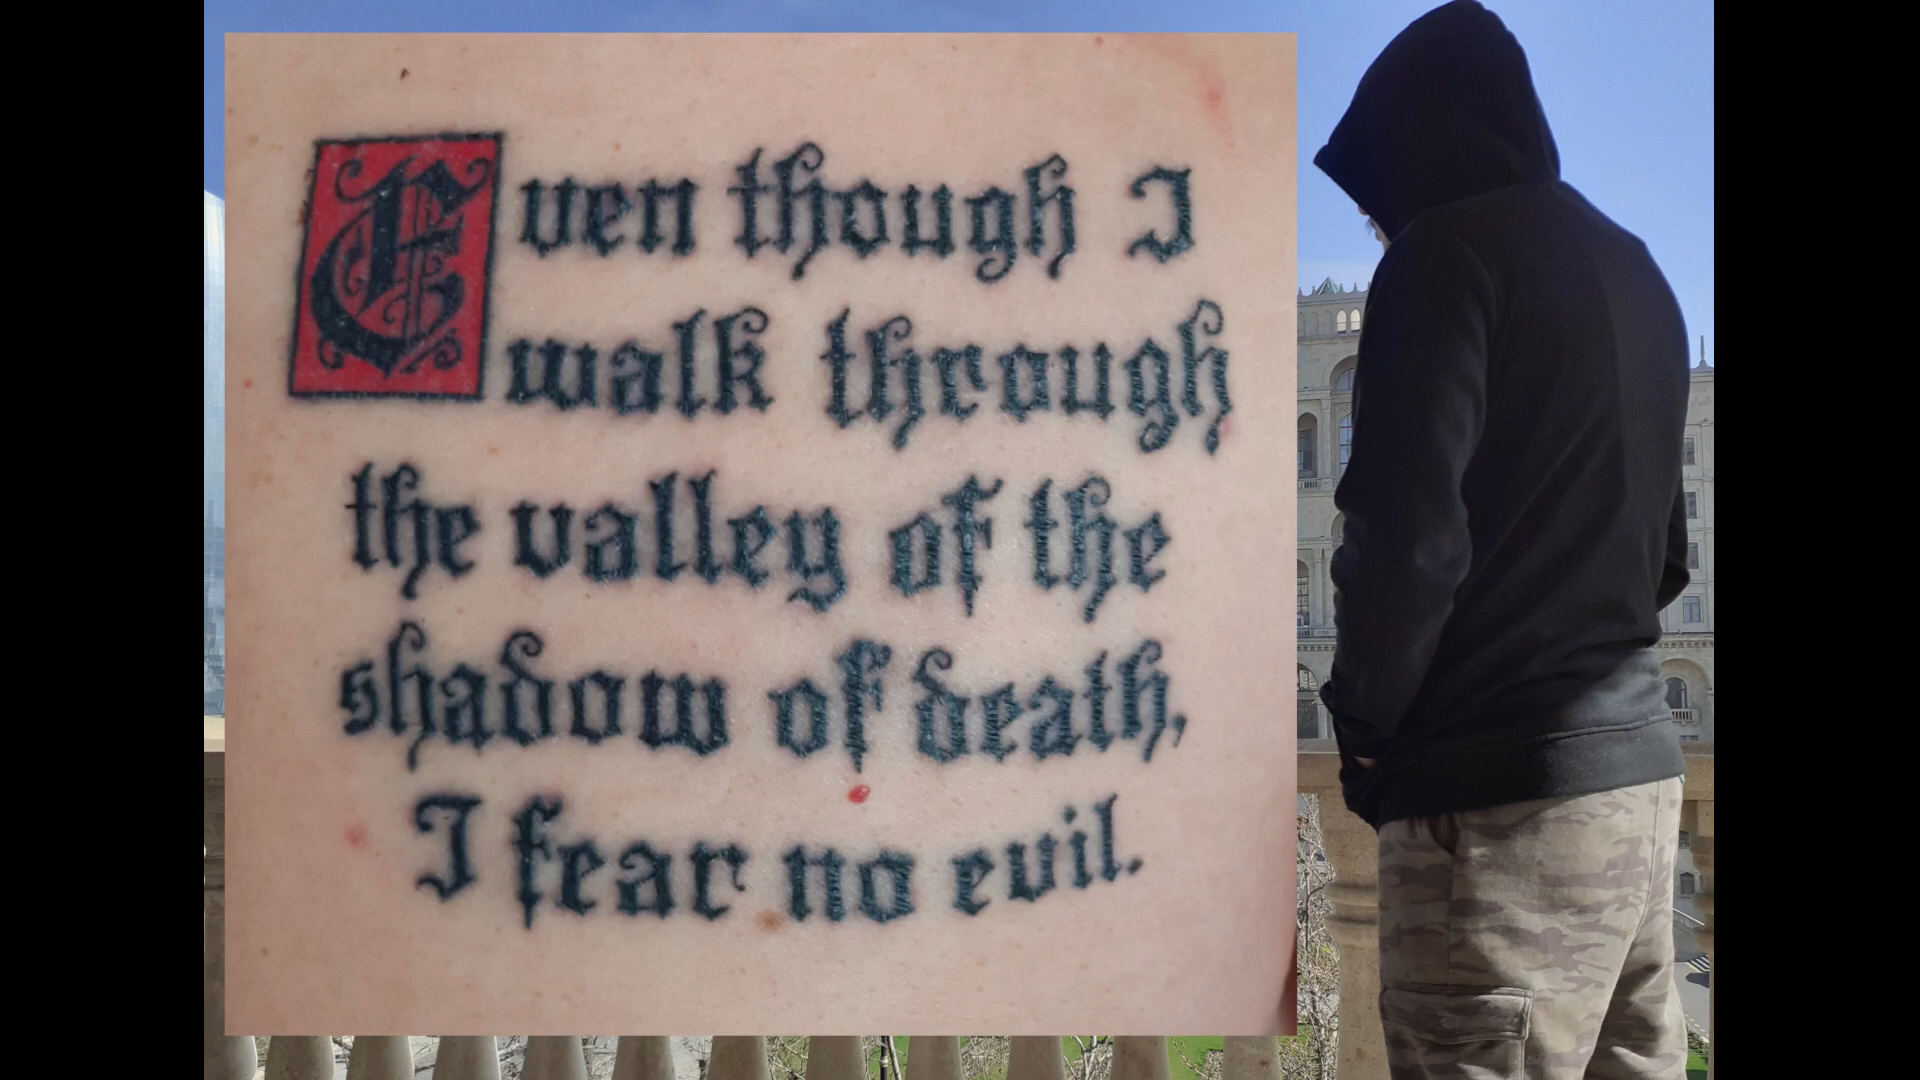 Even though I
walk through
the valley of the
shadow of death,
I fear no evil.